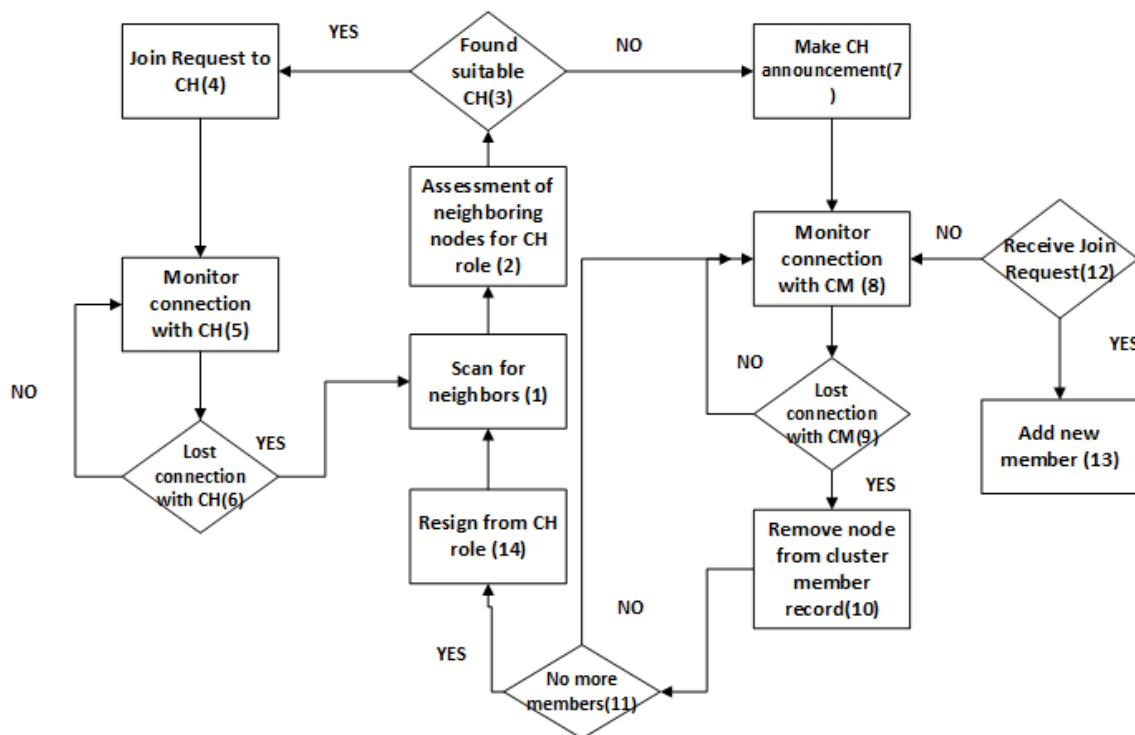 YES
Found
suitable
CH(3)
NO
Join Request to
CH(4)
Make CH
announcement(7
)
Assessment of
neighboring
nodes for CH
role (2)
Monitor
connection
with CM (8)
NO
Receive Join
Request(12)
Monitor
connection
with CH(5)
YES
NO
Scan for
neighbors (1)
NO
Lost
connection
with CM(9)
Lost
connection
with CH(6)
YES
Add new
member (13)
YES
Resign from CH
role (14)
Remove node
from cluster
member
record(10)
NO
YES
No more
members(11)